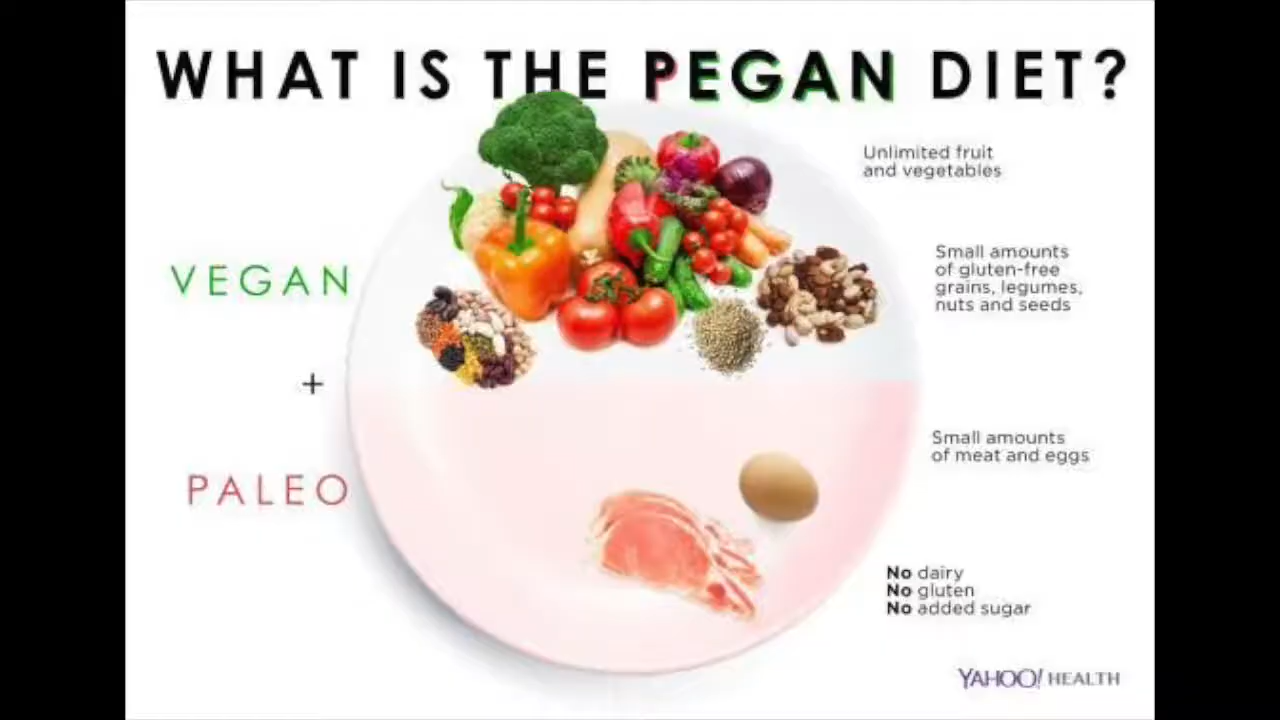 WHAT IS THE PEGAN DIET?
Unlimited fruit
and vegetables
VEGAN
Small amounts
of gluten-free
grains, legumes,
nuts and seeds
+
Small amounts
of meat and eggs
PALEO
No dairy
No gluten
No added sugar
YAHOO! HEALTH